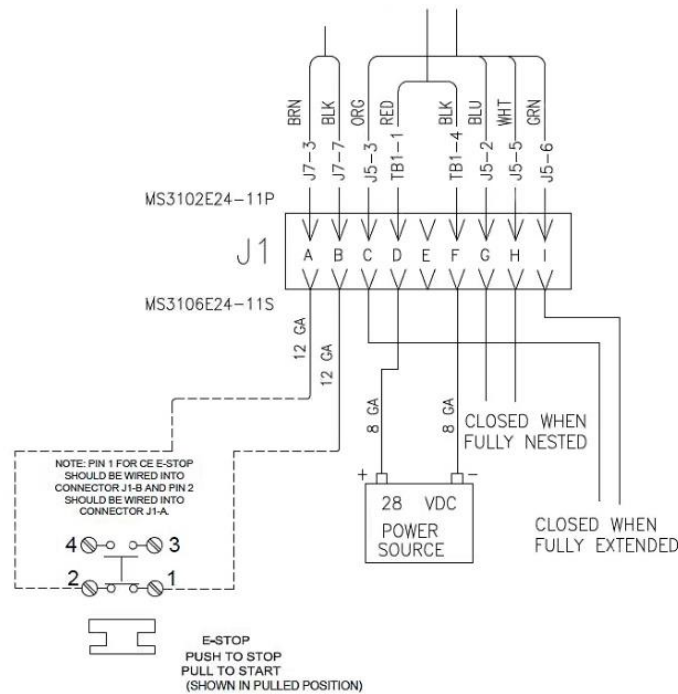 BRN
BLK
ORG
RED
BLK
BLU
WHT
GRN
J7-3
J7-7
J5-3
TB1-1
TB1-4
J5-2
J5-5
J5-6
MS3102E24-11P
J1
A B C D E F G H I
MS3106E24-11S
12 GA
12 GA
8 GA
8 GA
CLOSED WHEN
FULLY NESTED
NOTE: PIN 1 FOR CE E-STOP
SHOULD BE WIRED INTO
CONNECTOR J1-B AND PIN 2
SHOULD BE WIRED INTO
CONNECTOR J1-A.
+ −
28 VDC
POWER
SOURCE
CLOSED WHEN
FULLY EXTENDED
4 3
2 1
E-STOP
PUSH TO STOP
PULL TO START
(SHOWN IN PULLED POSITION)